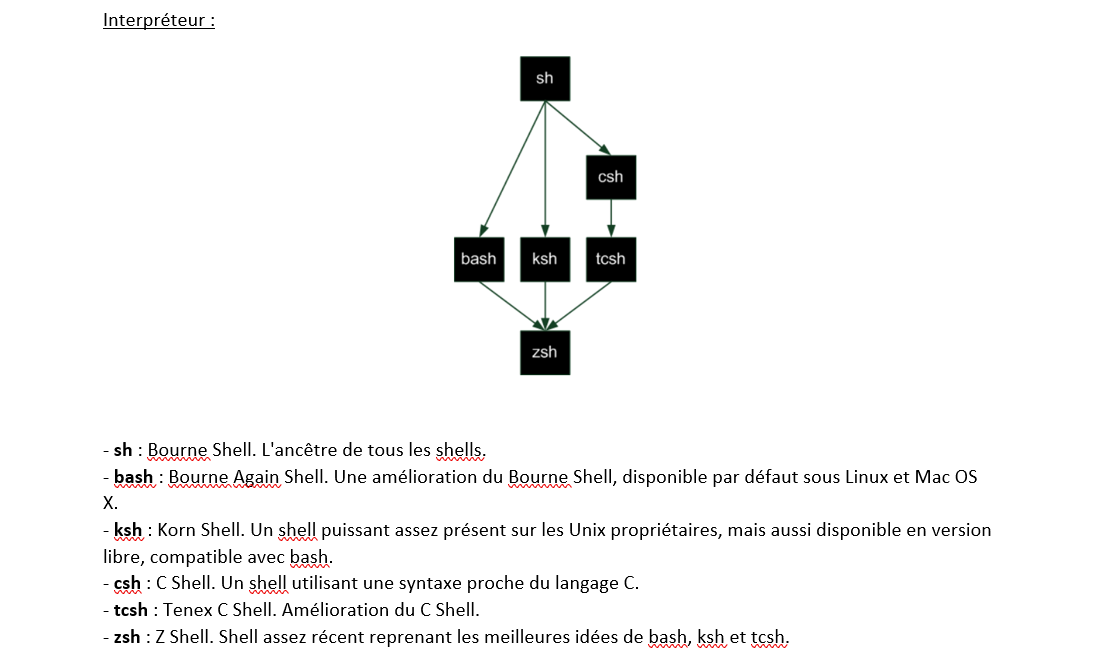 Interpréteur :
sh
csh
bash ksh tcsh
zsh
- sh : Bourne Shell. L'ancêtre de tous les shells.
- bash : Bourne Again Shell. Une amélioration du Bourne Shell, disponible par défaut sous Linux et Mac OS
X.
- ksh : Korn Shell. Un shell puissant assez présent sur les Unix propriétaires, mais aussi disponible en version
libre, compatible avec bash.
- csh : C Shell. Un shell utilisant une syntaxe proche du langage C.
- tcsh : Tenex C Shell. Amélioration du C Shell.
- zsh : Z Shell. Shell assez récent reprenant les meilleures idées de bash, ksh et tcsh.